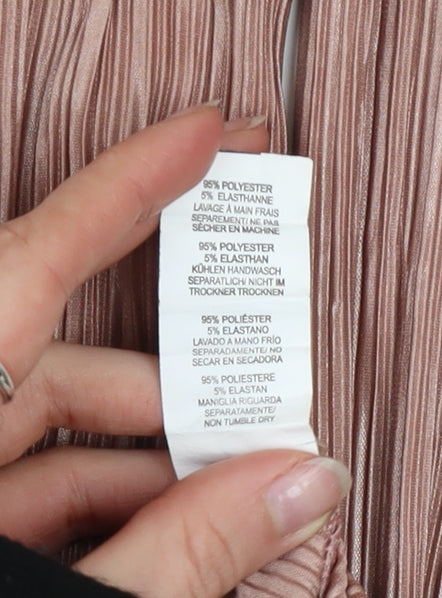 95% POLYESTER
5% ELASTHANNE
LAVAGE À MAIN FRAIS
SEPAREMENT/ NE PAS
SÈCHER EN MACHINE
95% POLYESTER
5% ELASTHAN
KÜHLEN HANDWASCH
SEPARATLICH/ NICHT IM
TROCKNER TROCKNEN
95% POLIÉSTER
5% ELASTANO
LAVADO A MANO FRÍO
SEPARADAMENTE/ NO
SECAR EN SECADORA
95% POLIESTERE
5% ELASTAN
MANIGLIA RIGUARDA
SEPARATAMENTE/
NON TUMBLE DRY